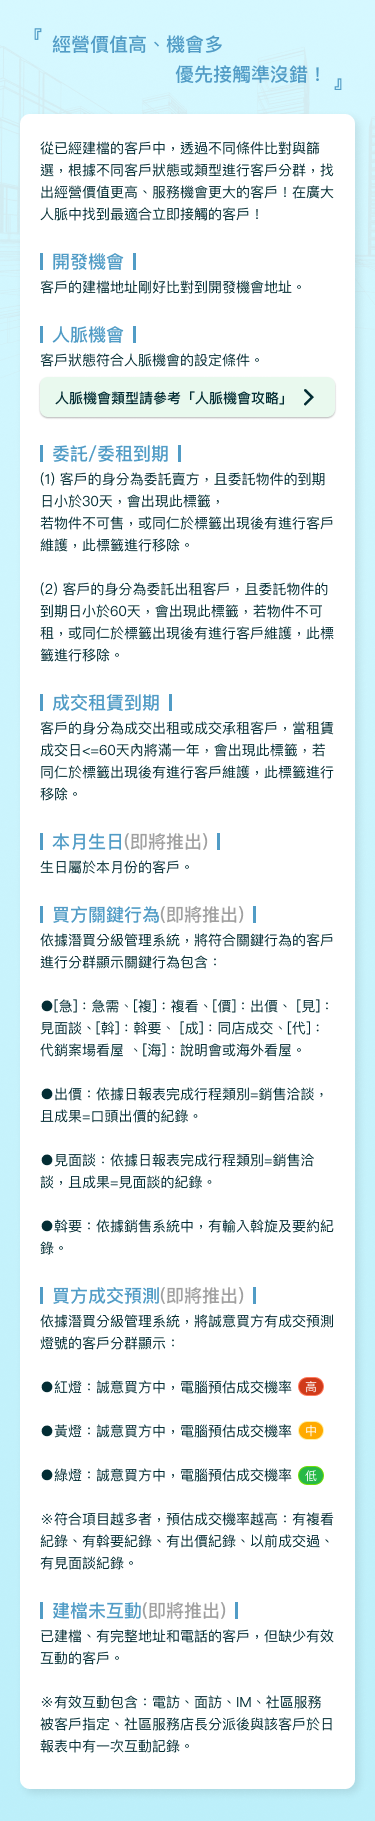 『 經營價值高、機會多
優先接觸準沒錯！ 』
從已經建檔的客戶中，透過不同條件比對與篩
選，根據不同客戶狀態或類型進行客戶分群，找
出經營價值更高、服務機會更大的客戶！在廣大
人脈中找到最適合立即接觸的客戶！
開發機會
客戶的建檔地址剛好比對到開發機會地址。
人脈機會
客戶狀態符合人脈機會的設定條件。
人脈機會類型請參考「人脈機會攻略」
委託/委租到期
(1) 客戶的身分為委託賣方，且委託物件的到期
日小於30天，會出現此標籤，
若物件不可售，或同仁於標籤出現後有進行客戶
維護，此標籤進行移除。
(2) 客戶的身分為委託出租客戶，且委託物件的
到期日小於60天，會出現此標籤，若物件不可
租，或同仁於標籤出現後有進行客戶維護，此標
籤進行移除。
成交租賃到期
客戶的身分為成交出租或成交承租客戶，當租賃
成交日<=60天內將滿一年，會出現此標籤，若
同仁於標籤出現後有進行客戶維護，此標籤進行
移除。
本月生日(即將推出)
生日屬於本月份的客戶。
買方關鍵行為(即將推出)
依據潛買分級管理系統，將符合關鍵行為的客戶
進行分群顯示關鍵行為包含：
●[急]：急需、[複]：複看、[價]：出價、 [見]：
見面談、[斡]：斡要、 [成]：同店成交、[代]：
代銷案場看屋 、[海]：說明會或海外看屋。
●出價：依據日報表完成行程類別=銷售洽談，
且成果=口頭出價的紀錄。
●見面談：依據日報表完成行程類別=銷售洽
談，且成果=見面談的紀錄。
●斡要：依據銷售系統中，有輸入斡旋及要約紀
錄。
買方成交預測(即將推出)
依據潛買分級管理系統，將誠意買方有成交預測
燈號的客戶分群顯示：
●紅燈：誠意買方中，電腦預估成交機率 高
●黃燈：誠意買方中，電腦預估成交機率 中
●綠燈：誠意買方中，電腦預估成交機率 低
※符合項目越多者，預估成交機率越高：有複看
紀錄、有斡要紀錄、有出價紀錄、以前成交過、
有見面談紀錄。
建檔未互動(即將推出)
已建檔、有完整地址和電話的客戶，但缺少有效
互動的客戶。
※有效互動包含：電訪、面訪、IM、社區服務
被客戶指定、社區服務店長分派後與該客戶於日
報表中有一次互動記錄。